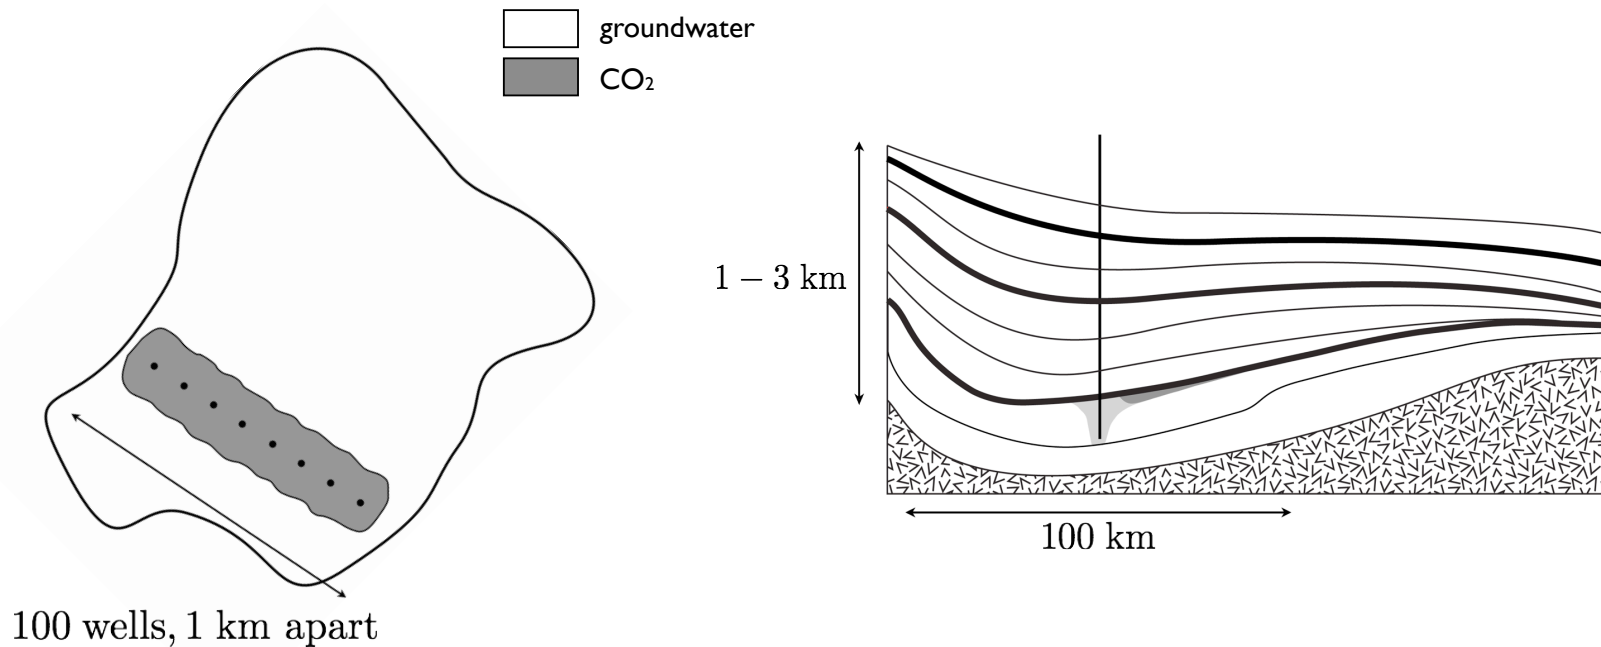 groundwater
CO₂
1 – 3 km
100 km
100 wells, 1 km apart